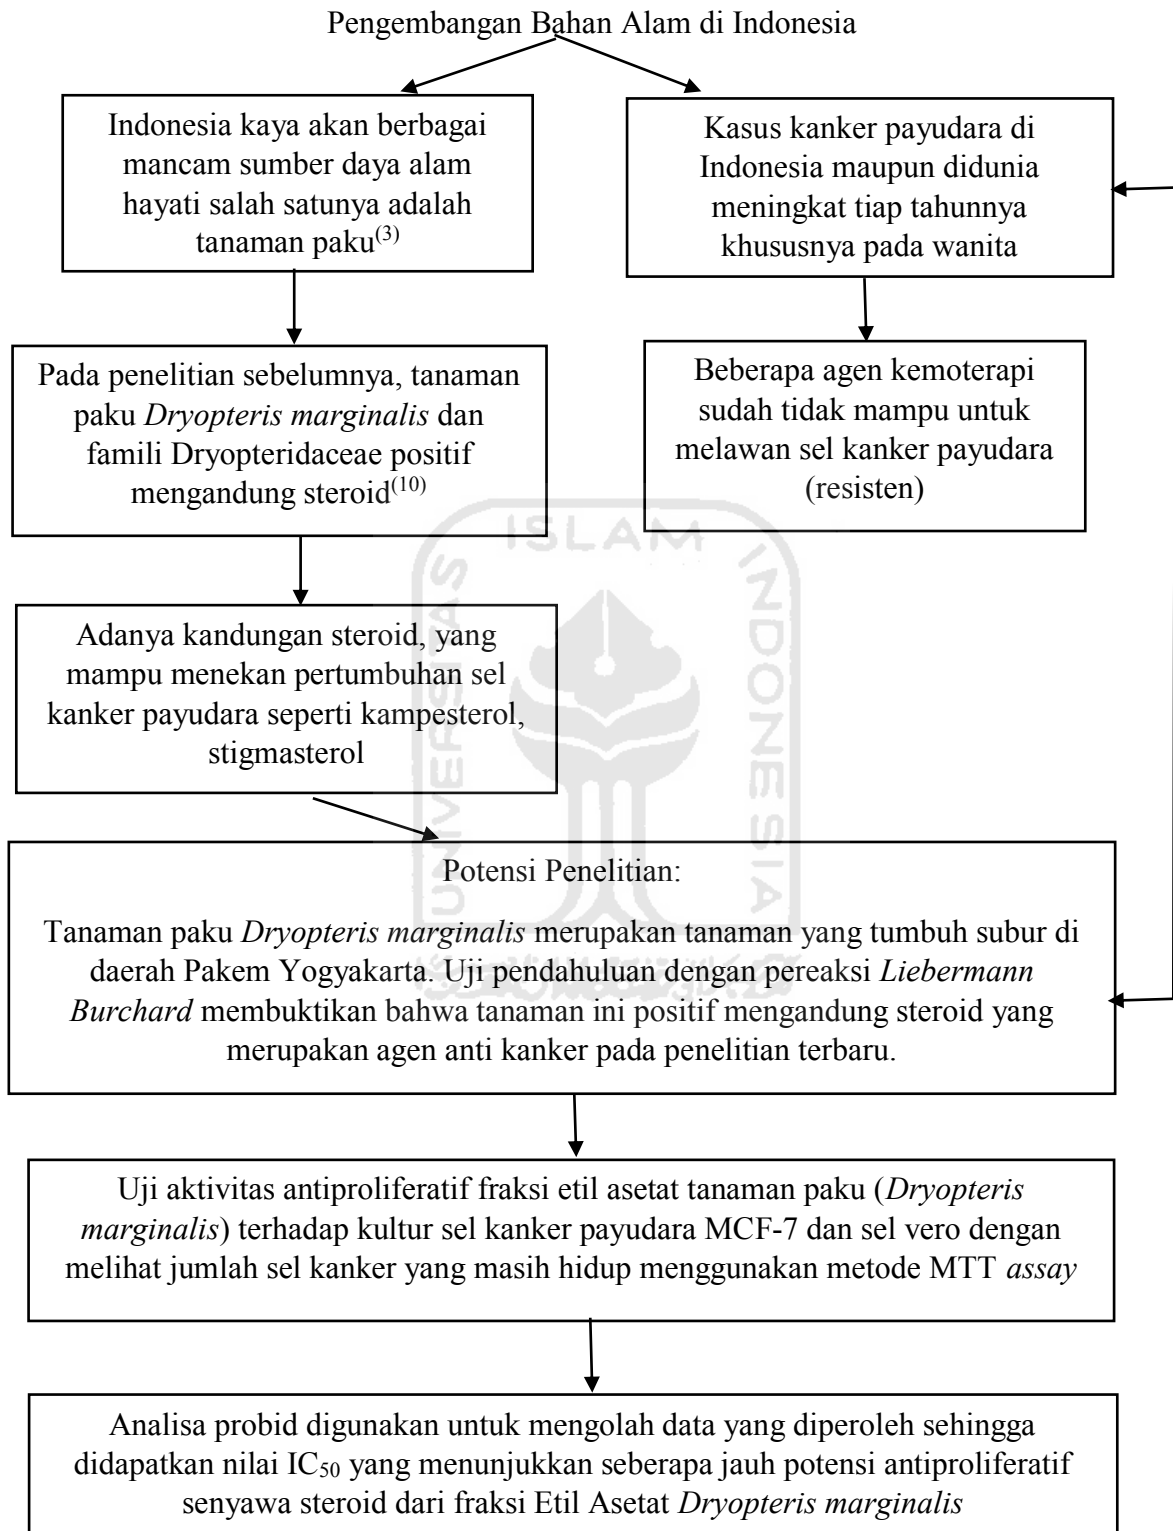 Pengembangan Bahan Alam di Indonesia
Indonesia kaya akan berbagai
mancam sumber daya alam
hayati salah satunya adalah
tanaman paku(3)
Kasus kanker payudara di
Indonesia maupun didunia
meningkat tiap tahunnya
khususnya pada wanita
Pada penelitian sebelumnya, tanaman
paku Dryopteris marginalis dan
famili Dryopteridaceae positif
mengandung steroid(10)
Beberapa agen kemoterapi
sudah tidak mampu untuk
melawan sel kanker payudara
(resisten)
Adanya kandungan steroid, yang
mampu menekan pertumbuhan sel
kanker payudara seperti kampesterol,
stigmasterol
UNIVERSITAS
ISLAM
INDONESIA
Potensi Penelitian:
Tanaman paku Dryopteris marginalis merupakan tanaman yang tumbuh subur di
daerah Pakem Yogyakarta. Uji pendahuluan dengan pereaksi Liebermann
Burchard membuktikan bahwa tanaman ini positif mengandung steroid yang
merupakan agen anti kanker pada penelitian terbaru.
Uji aktivitas antiproliferatif fraksi etil asetat tanaman paku (Dryopteris
marginalis) terhadap kultur sel kanker payudara MCF-7 dan sel vero dengan
melihat jumlah sel kanker yang masih hidup menggunakan metode MTT assay
Analisa probid digunakan untuk mengolah data yang diperoleh sehingga
didapatkan nilai IC50 yang menunjukkan seberapa jauh potensi antiproliferatif
senyawa steroid dari fraksi Etil Asetat Dryopteris marginalis